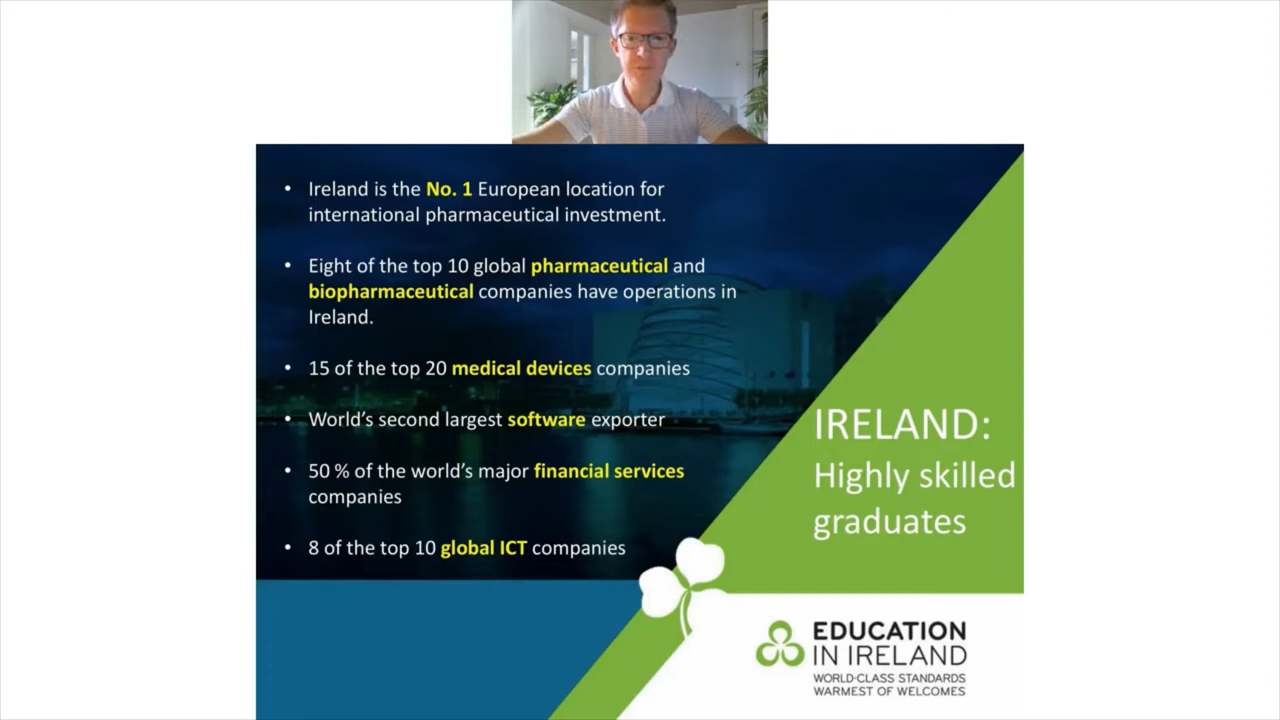 • Ireland is the No. 1 European location for
international pharmaceutical investment.
• Eight of the top 10 global pharmaceutical and
biopharmaceutical companies have operations in
Ireland.
• 15 of the top 20 medical devices companies
• World's second largest software exporter
• 50 % of the world's major financial services
companies
• 8 of the top 10 global ICT companies
IRELAND:
Highly skilled
graduates
EDUCATION
IN IRELAND
WORLD-CLASS STANDARDS
WARMEST OF WELCOMES